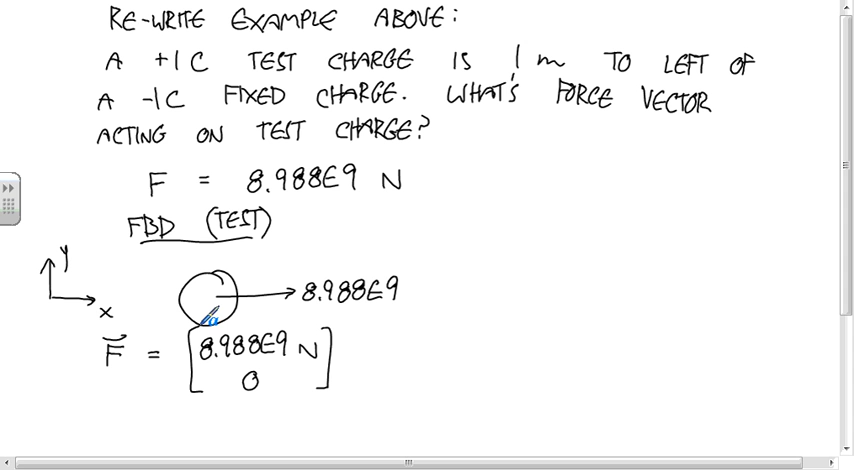 RE-WRITE EXAMPLE ABOVE:
A +1C TEST CHARGE IS 1m TO LEFT OF
A -1C FIXED CHARGE. WHAT'S FORCE VECTOR
ACTING ON TEST CHARGE?
F = 8.988E9 N
FBD (TEST)
y
8.988E9
x
F = [8.988E9 N
0]